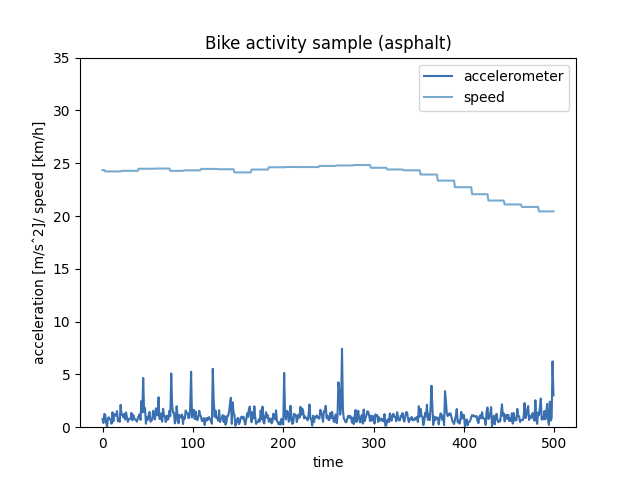 Bike activity sample (asphalt)
accelerometer
speed
acceleration [m/s^2]/ speed [km/h]
35
30
25
20
15
10
5
0
0 100 200 300 400 500
time